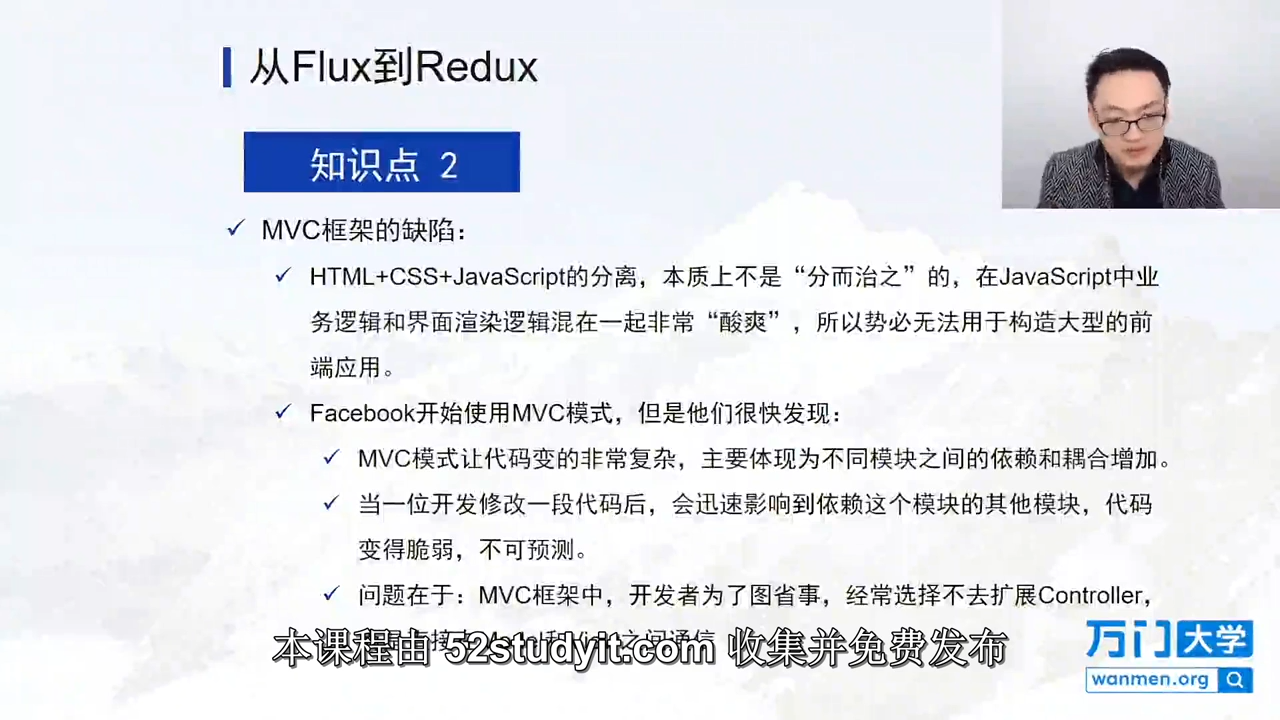 从Flux到Redux
知识点 2
✓ MVC框架的缺陷：
✓ HTML+CSS+JavaScript的分离，本质上不是“分而治之”的，在JavaScript中业
务逻辑和界面渲染逻辑混在一起非常“酸爽”，所以势必无法用于构造大型的前
端应用。
✓ Facebook开始使用MVC模式，但是他们很快发现：
✓ MVC模式让代码变的非常复杂，主要体现为不同模块之间的依赖和耦合增加。
✓ 当一位开发修改一段代码后，会迅速影响到依赖这个模块的其他模块，代码
变得脆弱，不可预测。
✓ 问题在于：MVC框架中，开发者为了图省事，经常选择不去扩展Controller，
之间通信
本课程由 52studyit.com 收集并免费发布
万门大学
wanmen.org